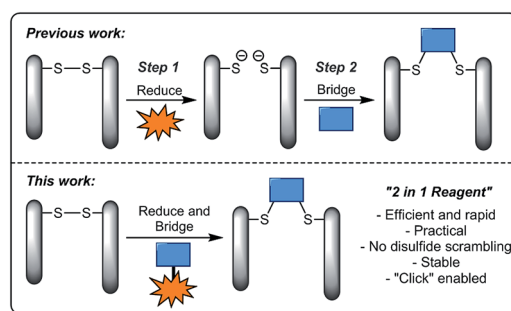 Previous work:
S—S
Step 1
Reduce
S⊖ ⊖S
Step 2
Bridge
S S
This work:
S—S
Reduce and
Bridge
S S
"2 in 1 Reagent"
- Efficient and rapid
- Practical
- No disulfide scrambling
- Stable
- "Click" enabled